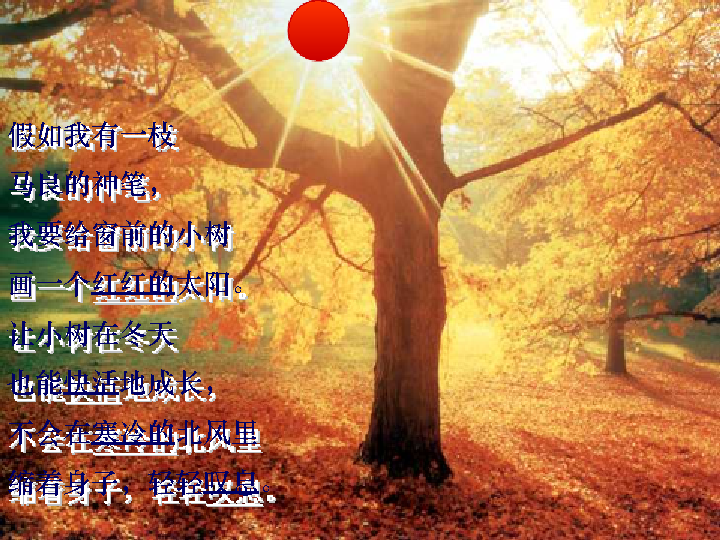 假如我有一枝
马良的神笔，
我要给窗前的小树
画一个红红的太阳。
让小树在冬天
也能快活地成长，
不会在寒冷的北风里
缩着身子，轻轻叹息。